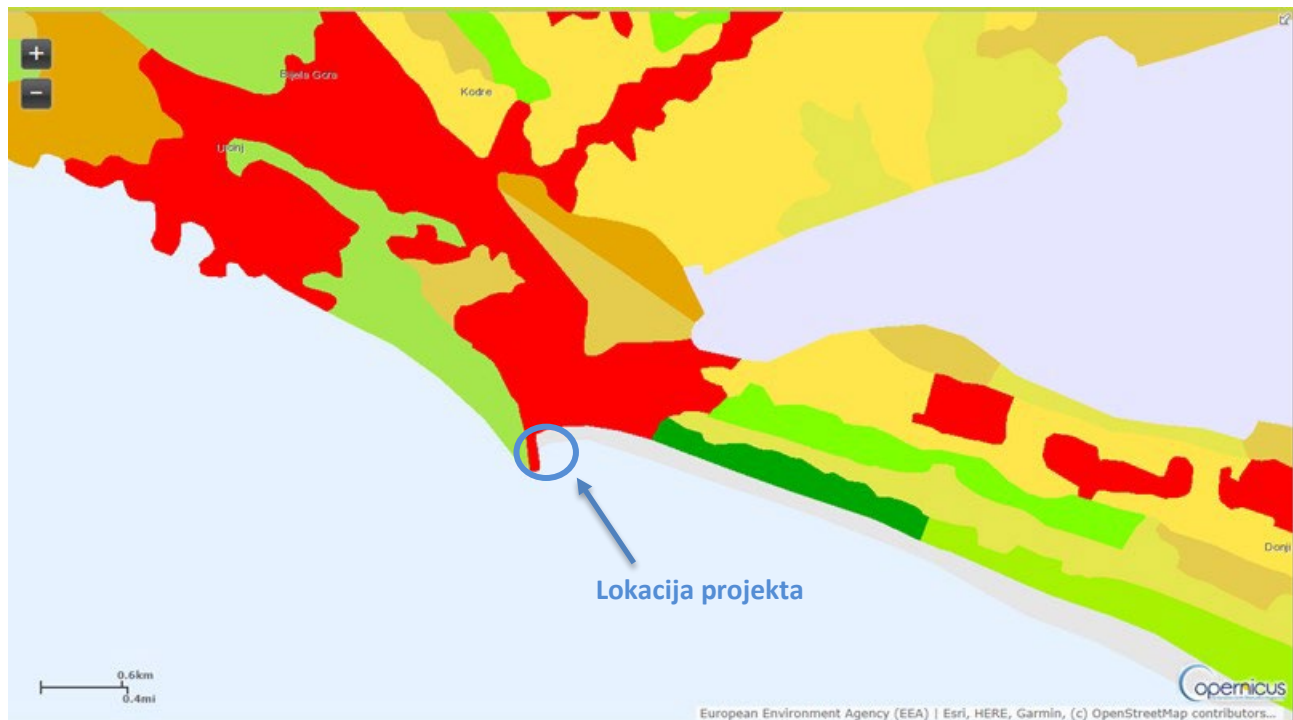 +
−
Bijela Gora
Kodre
Ulcinj
Donji
Lokacija projekta
0.6km
0.4mi
opernicus
European Environment Agency (EEA) | Esri, HERE, Garmin, (c) OpenStreetMap contributors...